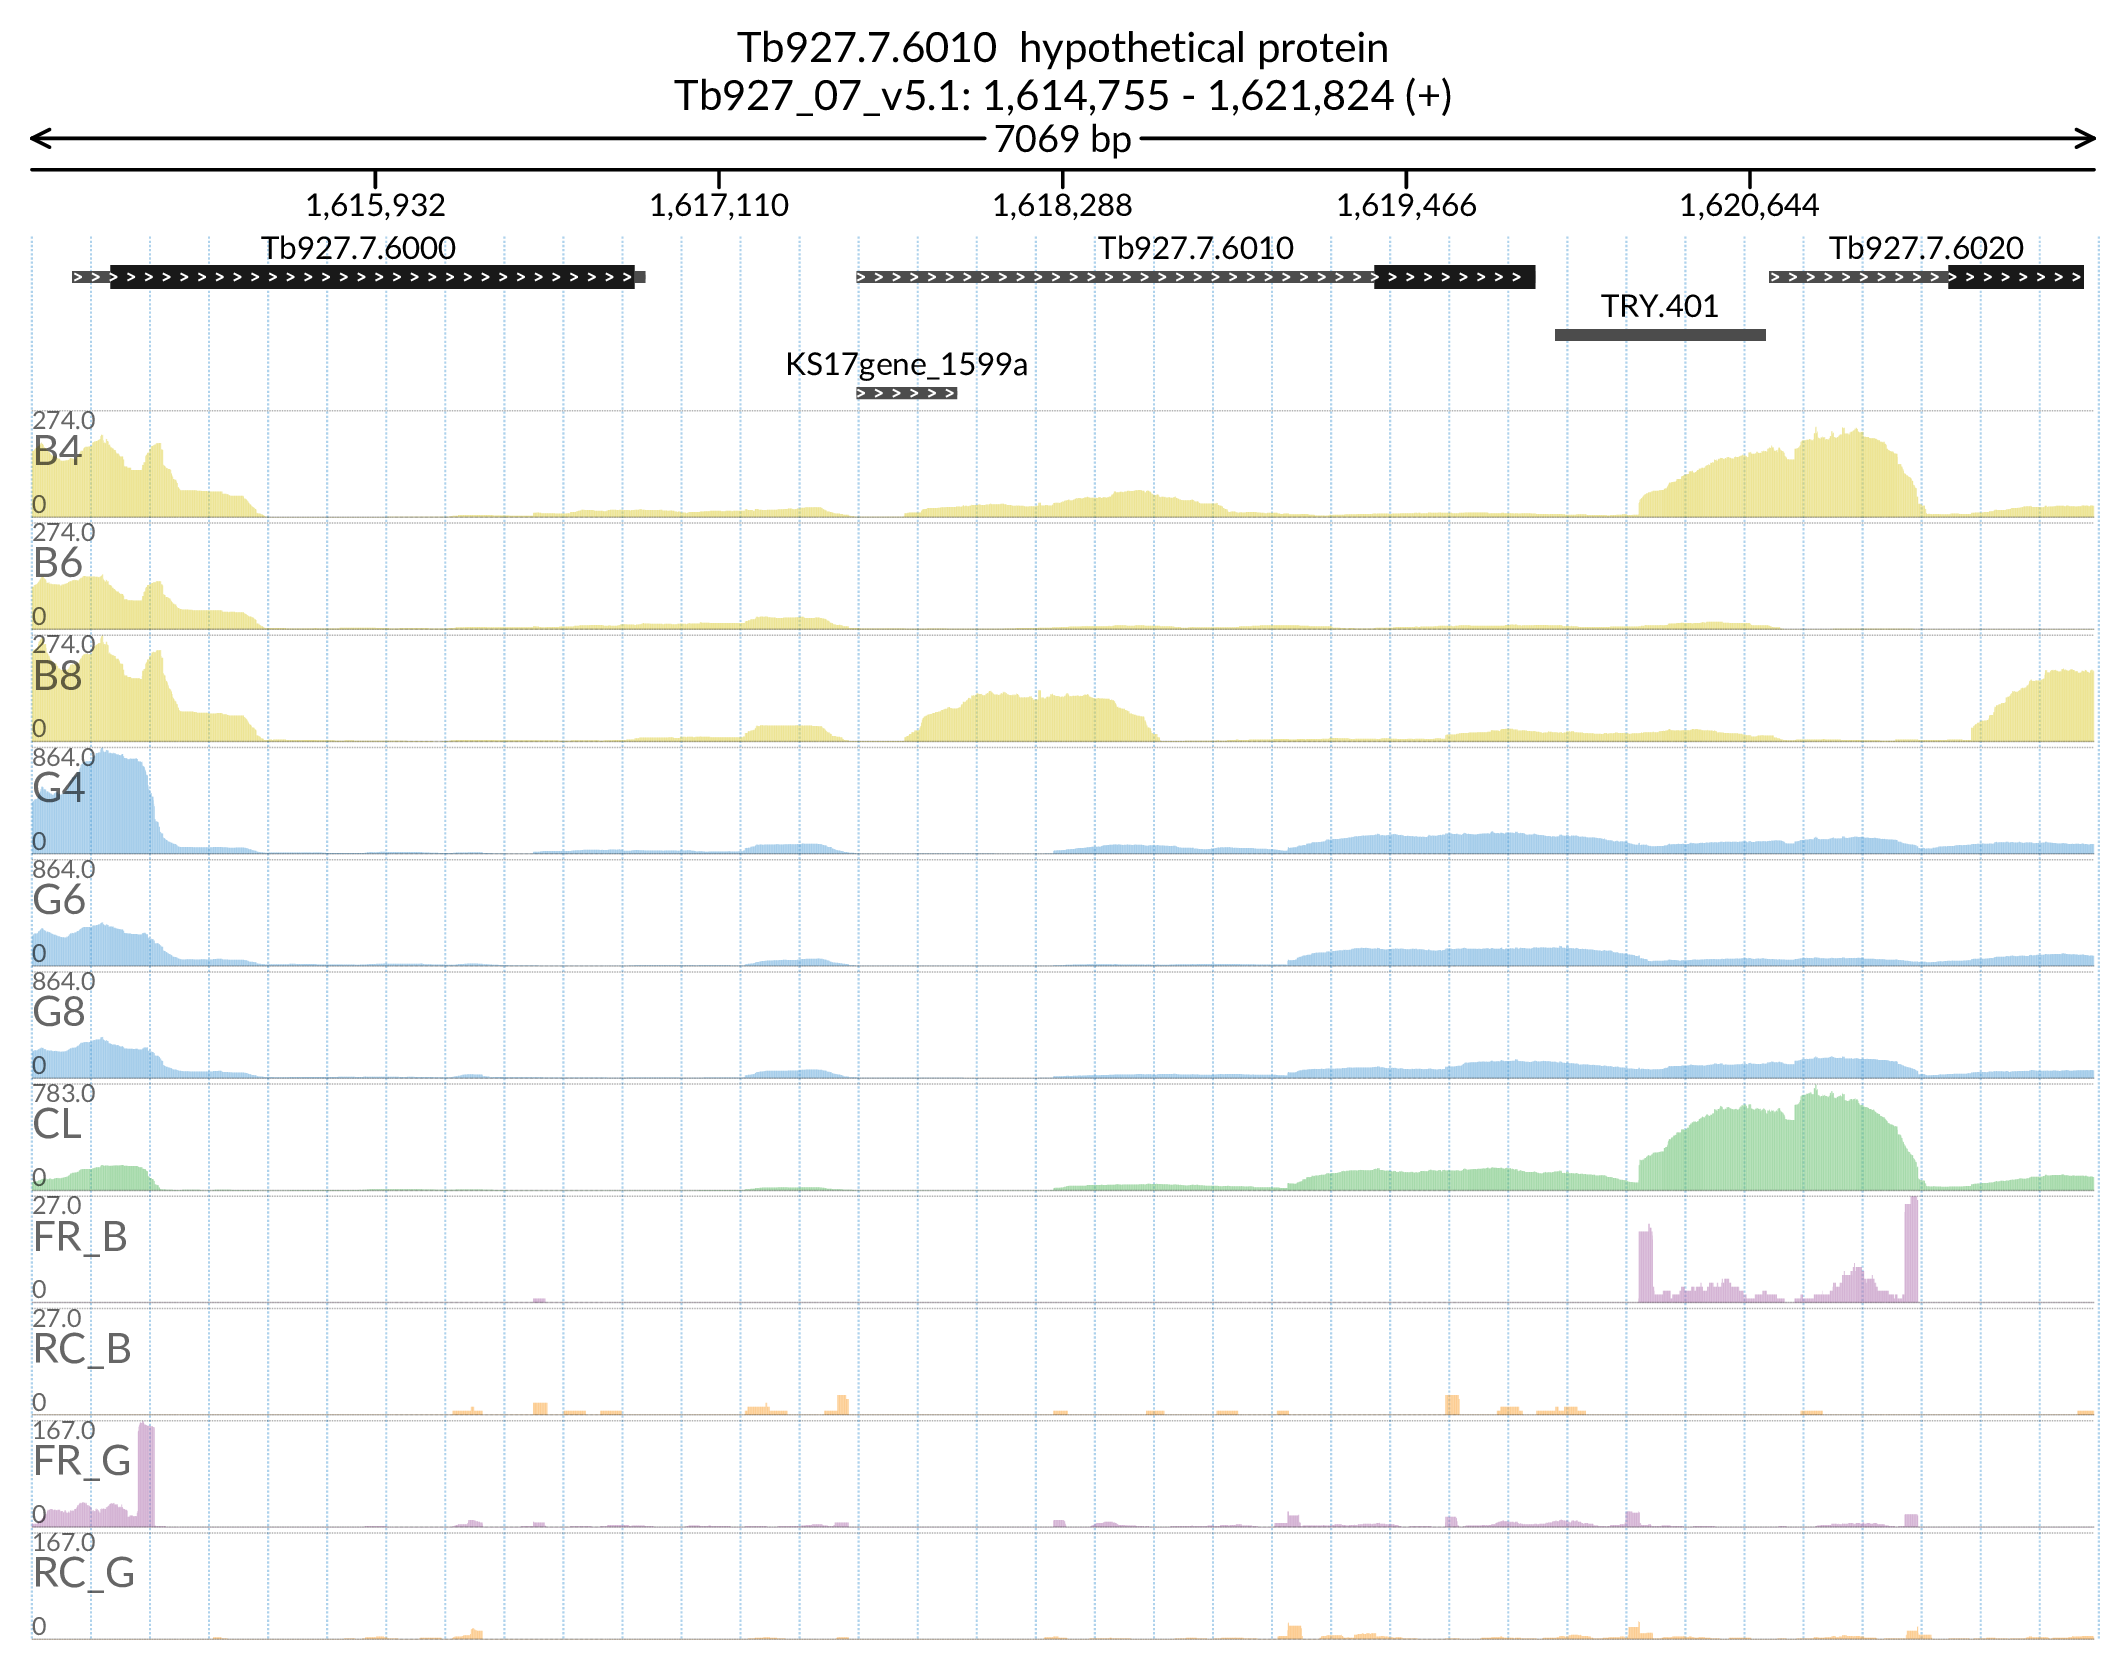 Tb927.7.6010  hypothetical protein
Tb927_07_v5.1: 1,614,755 - 1,621,824 (+)
7069 bp
1,615,932 1,617,110 1,618,288 1,619,466 1,620,644
Tb927.7.6000 Tb927.7.6010 Tb927.7.6020
TRY.401
KS17gene_1599a
274.0
B4
0
274.0
B6
0
274.0
B8
0
864.0
G4
0
864.0
G6
0
864.0
G8
0
783.0
CL
0
27.0
FR_B
0
27.0
RC_B
0
167.0
FR_G
0
167.0
RC_G
0